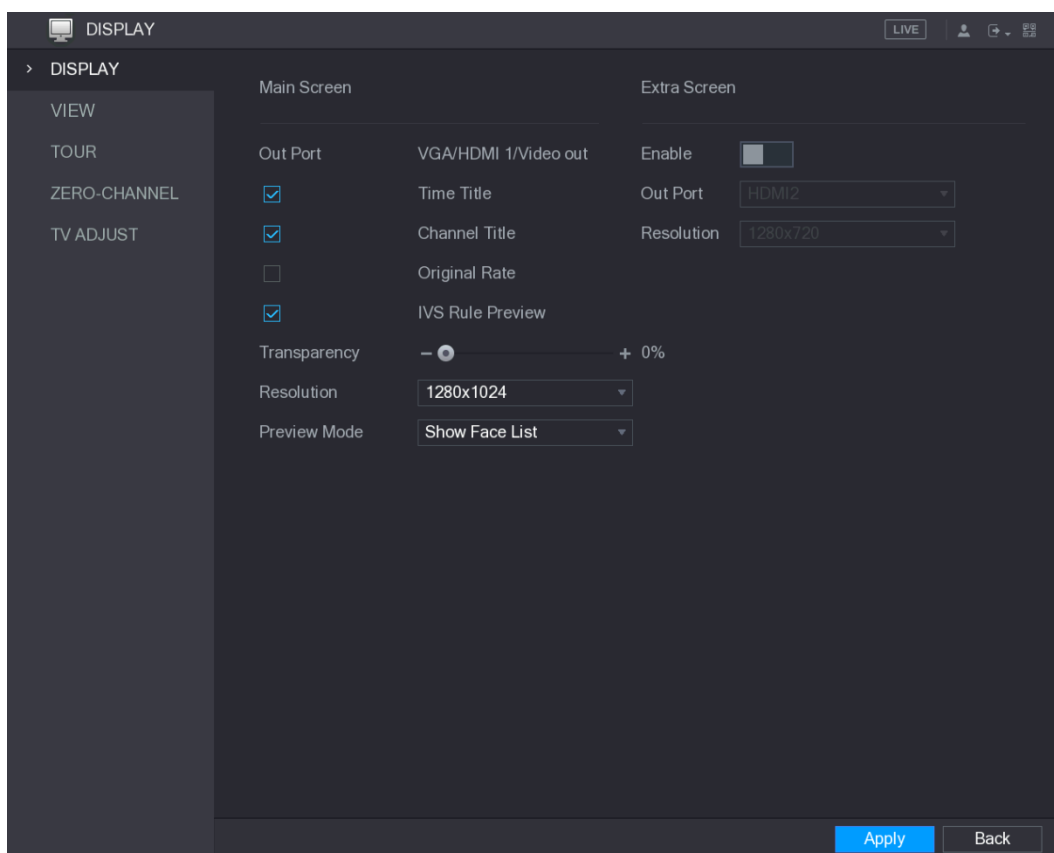 DISPLAY
LIVE
DISPLAY
VIEW
TOUR
ZERO-CHANNEL
TV ADJUST
Main Screen
Out Port VGA/HDMI 1/Video out
Time Title
Channel Title
Original Rate
IVS Rule Preview
Transparency 0%
Resolution 1280x1024
Preview Mode Show Face List
Extra Screen
Enable
Out Port HDMI2
Resolution 1280x720
Apply Back